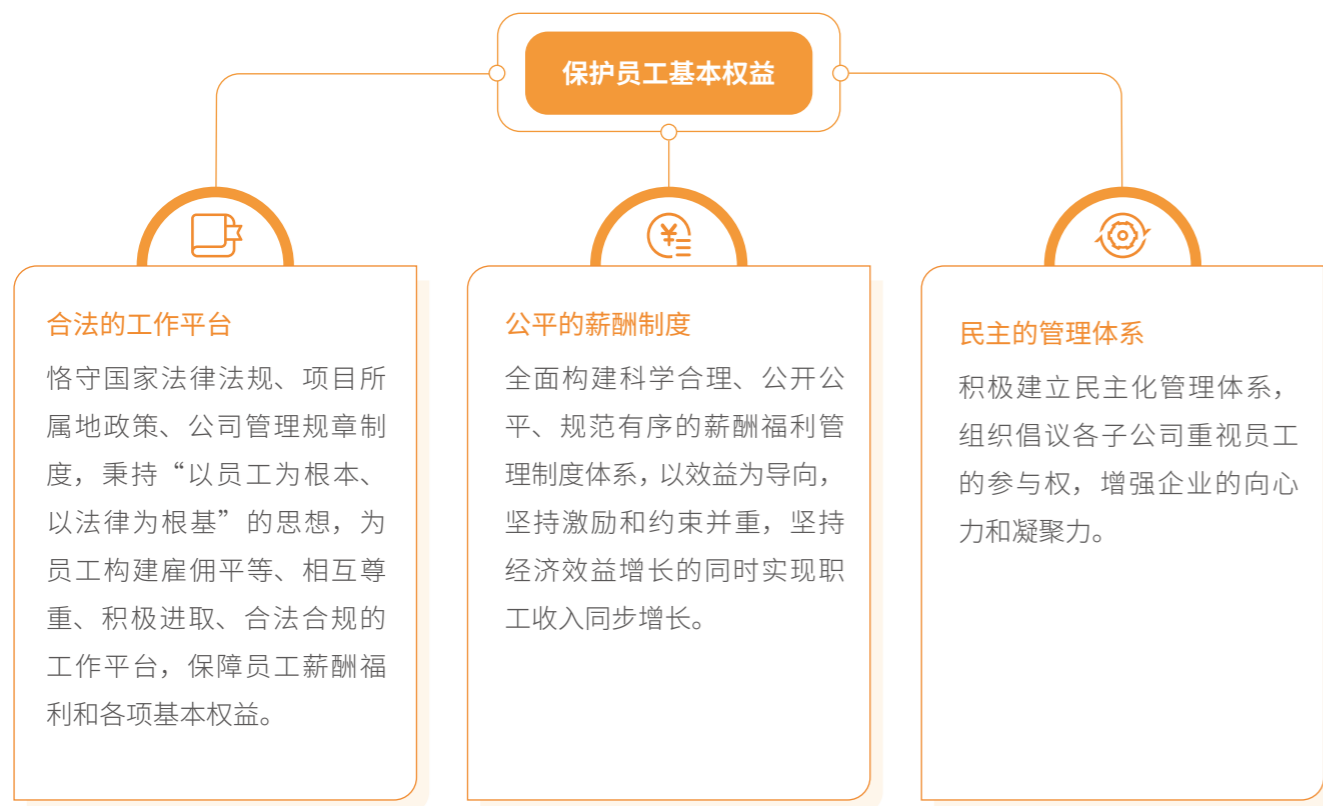 保护员工基本权益
合法的工作平台
恪守国家法律法规、项目所
属地政策、公司管理规章制
度，秉持“以员工为根本、
以法律为根基”的思想，为
员工构建雇佣平等、相互尊
重、积极进取、合法合规的
工作平台，保障员工薪酬福
利和各项基本权益。
公平的薪酬制度
全面构建科学合理、公开公
平、规范有序的薪酬福利管
理制度体系，以效益为导向，
坚持激励和约束并重，坚持
经济效益增长的同时实现职
工收入同步增长。
民主的管理体系
积极建立民主化管理体系，
组织倡议各子公司重视员工
的参与权，增强企业的向心
力和凝聚力。